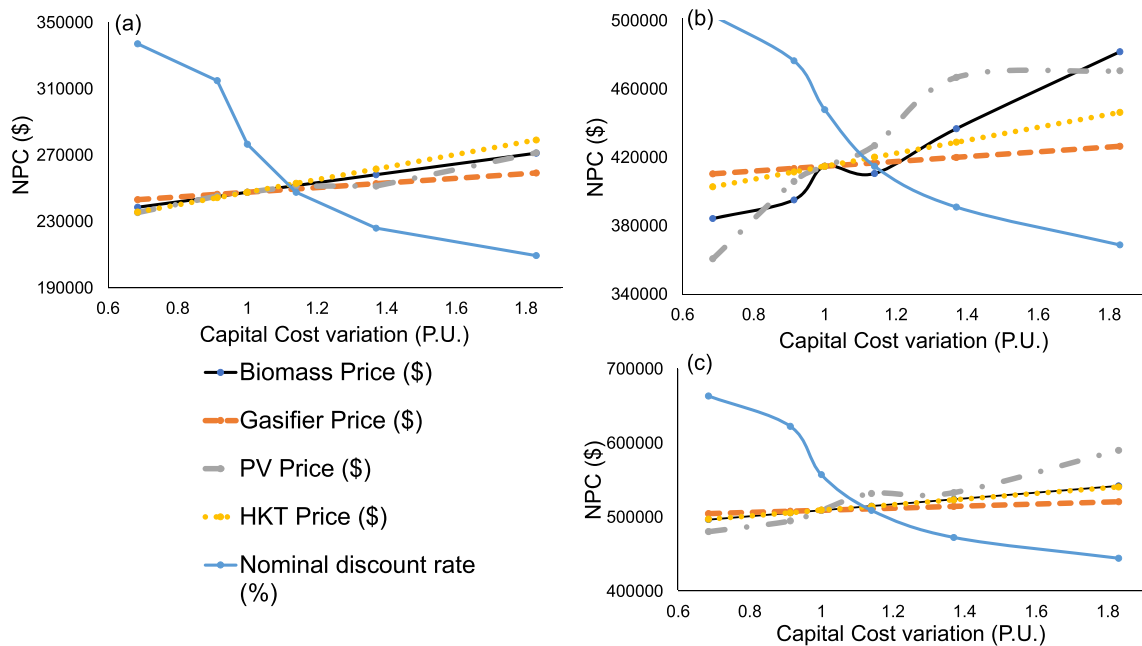 (a)
350000
310000
270000
230000
190000
NPC ($)
0.6 0.8 1 1.2 1.4 1.6 1.8
Capital Cost variation (P.U.)
(b)
500000
460000
420000
380000
340000
NPC ($)
0.6 0.8 1 1.2 1.4 1.6 1.8
Capital Cost variation (P.U.)
Biomass Price ($)
Gasifier Price ($)
PV Price ($)
HKT Price ($)
Nominal discount rate
(%)
(c)
700000
600000
500000
400000
NPC ($)
0.6 0.8 1 1.2 1.4 1.6 1.8
Capital Cost variation (P.U.)